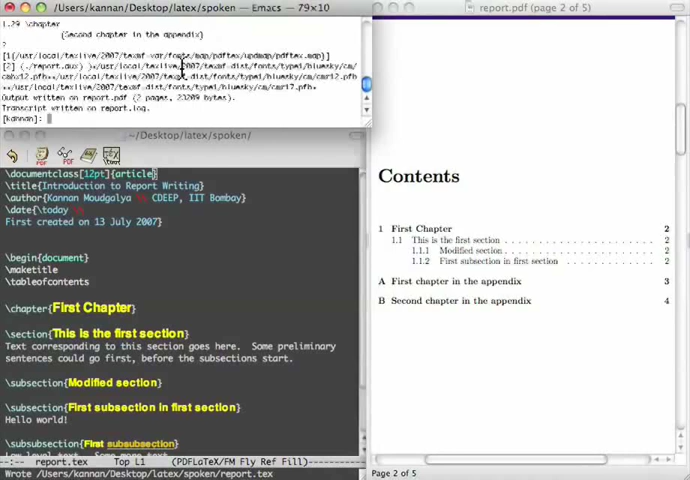 kannan/Desktop/latex/spoken/ — Emacs — 79×10
1.29 \chapter
{Second chapter in the appendix}
?
[1{/usr/local/texlive/2007/texmf-var/fonts/map/pdftex/updmap/pdftex.map}]
[2] (./report.aux) )</usr/local/texlive/2007/texmf-dist/fonts/type1/bluesky/cm/
cmbx12.pfb></usr/local/texlive/2007/texmf-dist/fonts/type1/bluesky/cm/cmr12.pfb
></usr/local/texlive/2007/texmf-dist/fonts/type1/bluesky/cm/cmr17.pfb>
Output written on report.pdf (2 pages, 23209 bytes).
Transcript written on report.log.
[kannan]:
~/Desktop/latex/spoken/
\documentclass[12pt]{article}
\title{Introduction to Report Writing}
\author{Kannan Moudgalya \\ CDEEP, IIT Bombay}
\date{\today \\
First created on 13 July 2007}
\begin{document}
\maketitle
\tableofcontents
\chapter{First Chapter}
\section{This is the first section}
Text corresponding to this section goes here. Some preliminary
sentences could go first, before the subsections start.
\subsection{Modified section}
\subsection{First subsection in first section}
Hello world!
\subsubsection{First subsubsection}
Low level text. Some more text.
-:-- report.tex Top L1 (PDFLaTeX/FM Fly Ref Fill)
Wrote /Users/kannan/Desktop/latex/spoken/report.tex
report.pdf (page 2 of 5)
Contents
1 First Chapter 2
1.1 This is the first section 2
1.1.1 Modified section 2
1.1.2 First subsection in first section 2
A First chapter in the appendix 3
B Second chapter in the appendix 4
Page 2 of 5